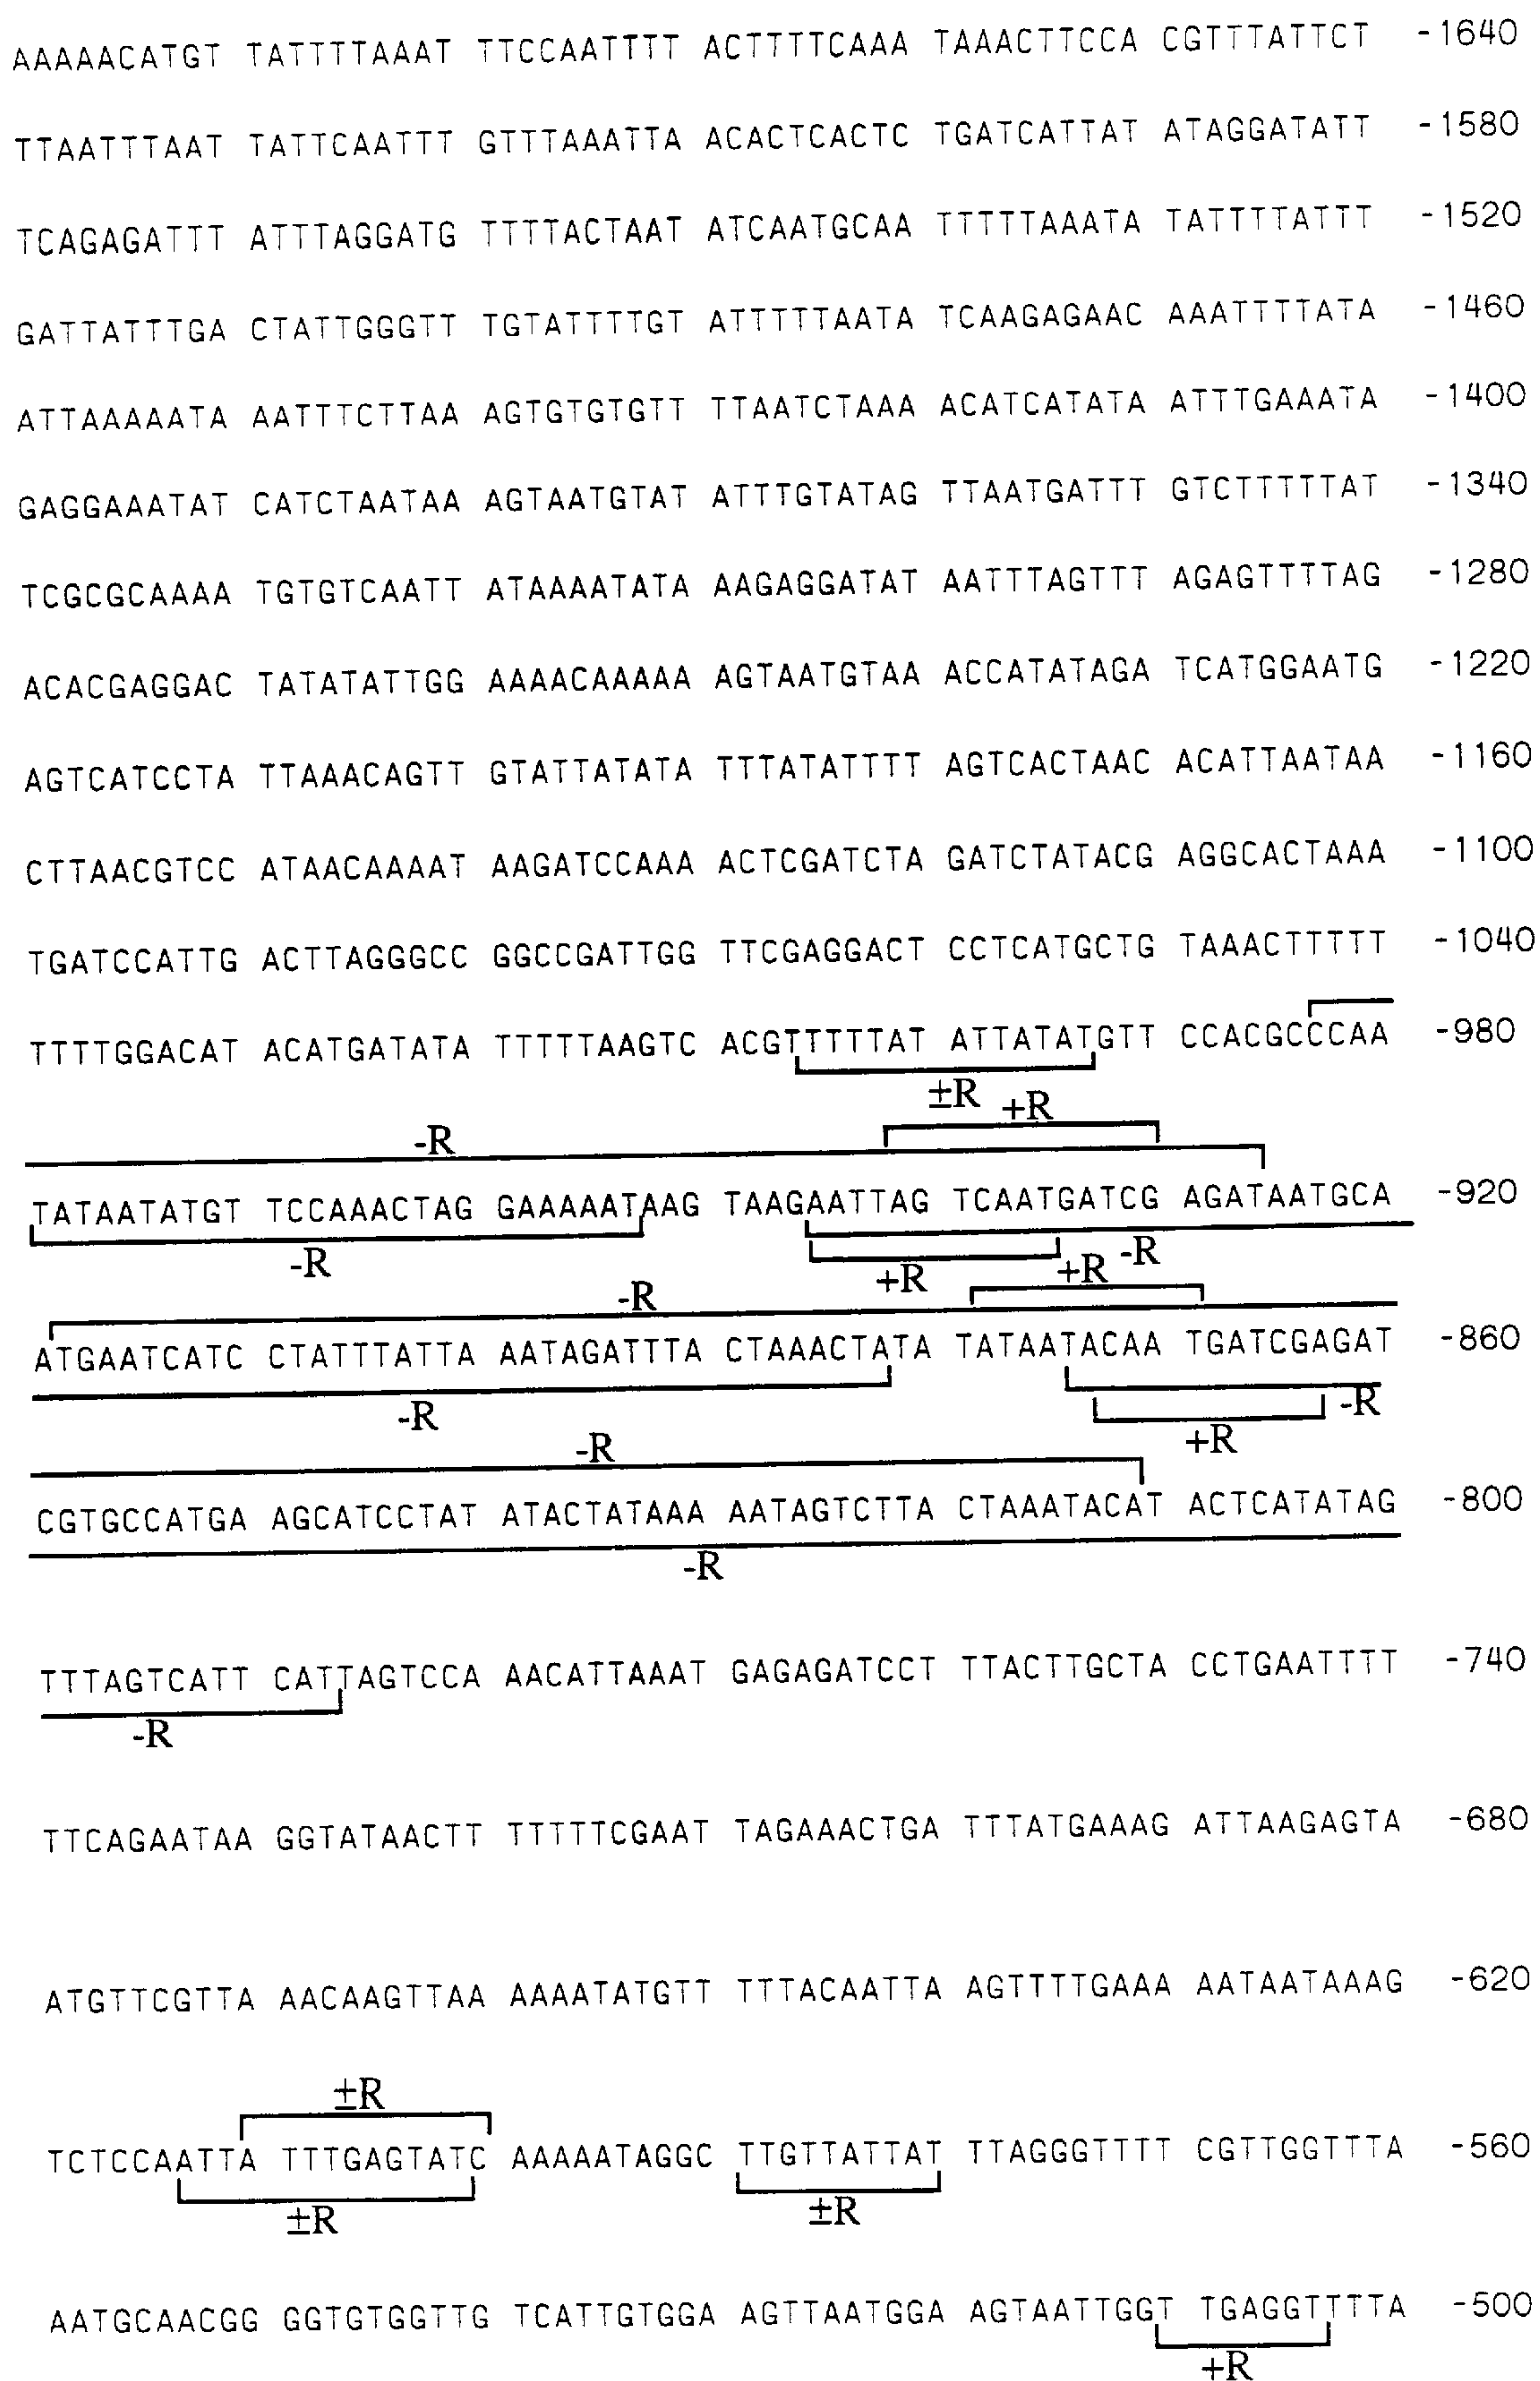 AAAAACATGT TATTTTAAAT TTCCAATTTT ACTTTTCAAA TAAACTTCCA CGTTTATTCT -1640
TTAATTTAAT TATTCAATTT GTTTAAATTA ACACTCACTC TGATCATTAT ATAGGATATT -1580
TCAGAGATTT ATTTAGGATG TTTTACTAAT ATCAATGCAA TTTTTAAATA TATTTTATTT -1520
GATTATTTGA CTATTGGGTT TGTATTTTGT ATTTTTAATA TCAAGAGAAC AAATTTTATA -1460
ATTAAAAATA AATTTCTTAA AGTGTGTGTT TTAATCTAAA ACATCATATA ATTTGAAATA -1400
GAGGAAATAT CATCTAATAA AGTAATGTAT ATTTGTATAG TTAATGATTT GTCTTTTTAT -1340
TCGCGCAAAA TGTGTCAATT ATAAAATATA AAGAGGATAT AATTTAGTTT AGAGTTTTAG -1280
ACACGAGGAC TATATATTGG AAAACAAAAA AGTAATGTAA ACCATATAGA TCATGGAATG -1220
AGTCATCCTA TTAAACAGTT GTATTATATA TTTATATTTT AGTCACTAAC ACATTAATAA -1160
CTTAACGTCC ATAACAAAAT AAGATCCAAA ACTCGATCTA GATCTATACG AGGCACTAAA -1100
TGATCCATTG ACTTAGGGCC GGCCGATTGG TTCGAGGACT CCTCATGCTG TAAACTTTTT -1040
TTTTGGACAT ACATGATATA TTTTTAAGTC ACGTTTTTAT ATTATATGTT CCACGCCCAA -980
±R +R
-R
TATAATATGT TCCAAACTAG GAAAAATAAG TAAGAATTAG TCAATGATCG AGATAATGCA -920
-R +R -R
-R +R
ATGAATCATC CTATTTATTA AATAGATTTA CTAAACTATA TATAATACAA TGATCGAGAT -860
-R +R -R
-R
CGTGCCATGA AGCATCCTAT ATACTATAAA AATAGTCTTA CTAAATACAT ACTCATATAG -800
-R
TTTAGTCATT CATTAGTCCA AACATTAAAT GAGAGATCCT TTACTTGCTA CCTGAATTTT -740
-R
TTCAGAATAA GGTATAACTT TTTTTCGAAT TAGAAACTGA TTTATGAAAG ATTAAGAGTA -680
ATGTTCGTTA AACAAGTTAA AAAATATGTT TTTACAATTA AGTTTTGAAA AATAATAAAG -620
±R
TCTCCAATTA TTTGAGTATC AAAAATAGGC TTGTTATTAT TTAGGGTTTT CGTTGGTTTA -560
±R ±R
AATGCAACGG GGTGTGGTTG TCATTGTGGA AGTTAATGGA AGTAATTGGT TGAGGTTTTA -500
+R